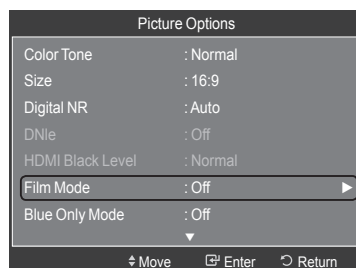 Picture Options
Color Tone : Normal
Size : 16:9
Digital NR : Auto
DNIe : Off
HDMI Black Level : Normal
Film Mode : Off
Blue Only Mode : Off
Move Enter Return